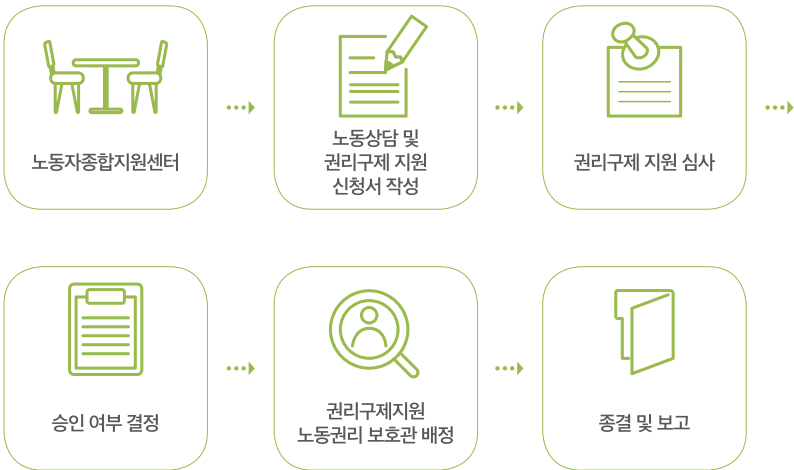 노동자종합지원센터
노동상담 및
권리구제 지원
신청서 작성
권리구제 지원 심사
승인 여부 결정
권리구제지원
노동권리 보호관 배정
종결 및 보고